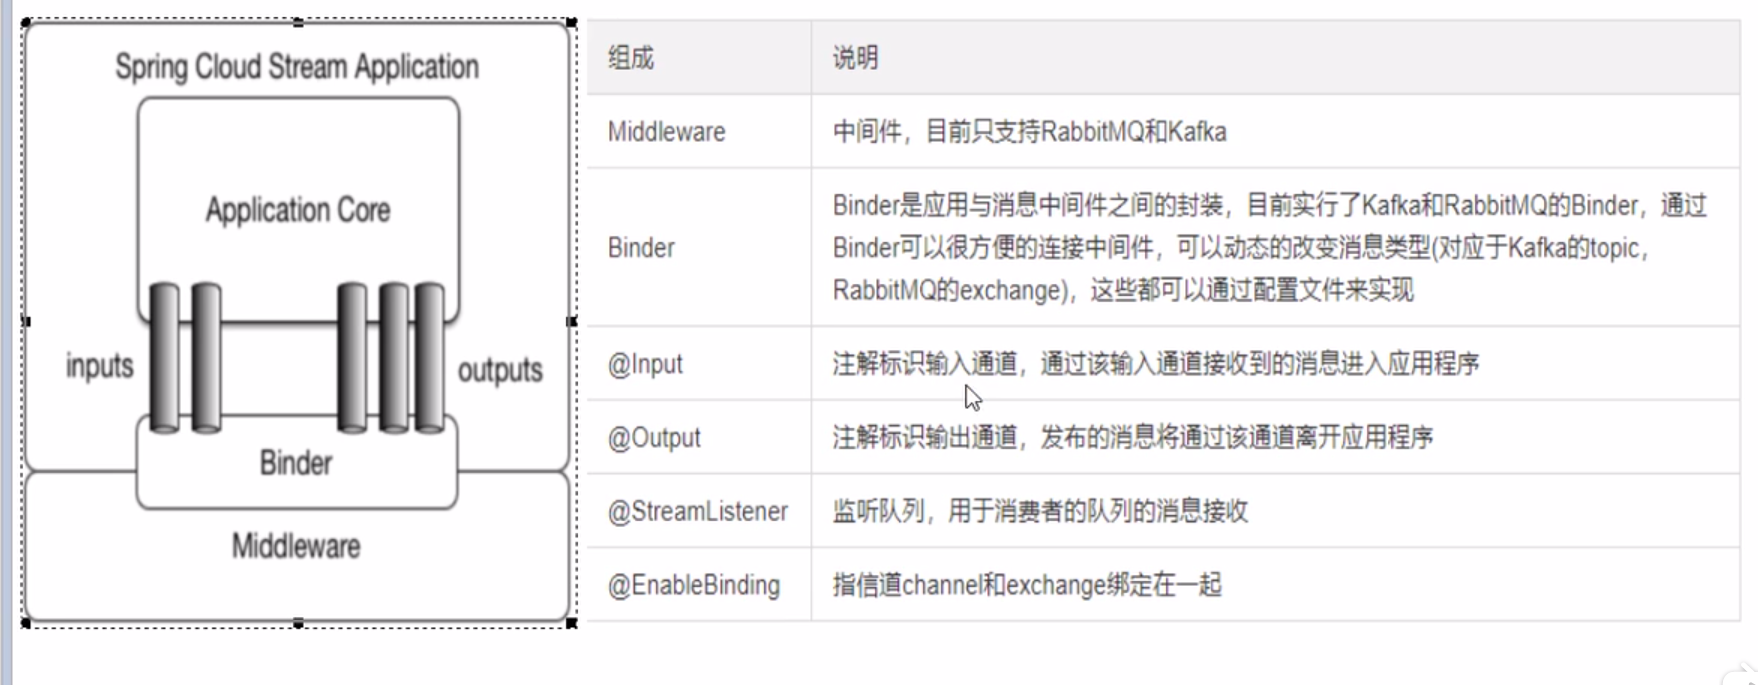 Spring Cloud Stream Application
Application Core
inputs
outputs
Binder
Middleware
组成 说明
Middleware 中间件，目前只支持RabbitMQ和Kafka
Binder Binder是应用与消息中间件之间的封装，目前实行了Kafka和RabbitMQ的Binder，通过
Binder可以很方便的连接中间件，可以动态的改变消息类型(对应于Kafka的topic，
RabbitMQ的exchange)，这些都可以通过配置文件来实现
@Input 注解标识输入通道，通过该输入通道接收到的消息进入应用程序
@Output 注解标识输出通道，发布的消息将通过该通道离开应用程序
@StreamListener 监听队列，用于消费者的队列的消息接收
@EnableBinding 指信道channel和exchange绑定在一起